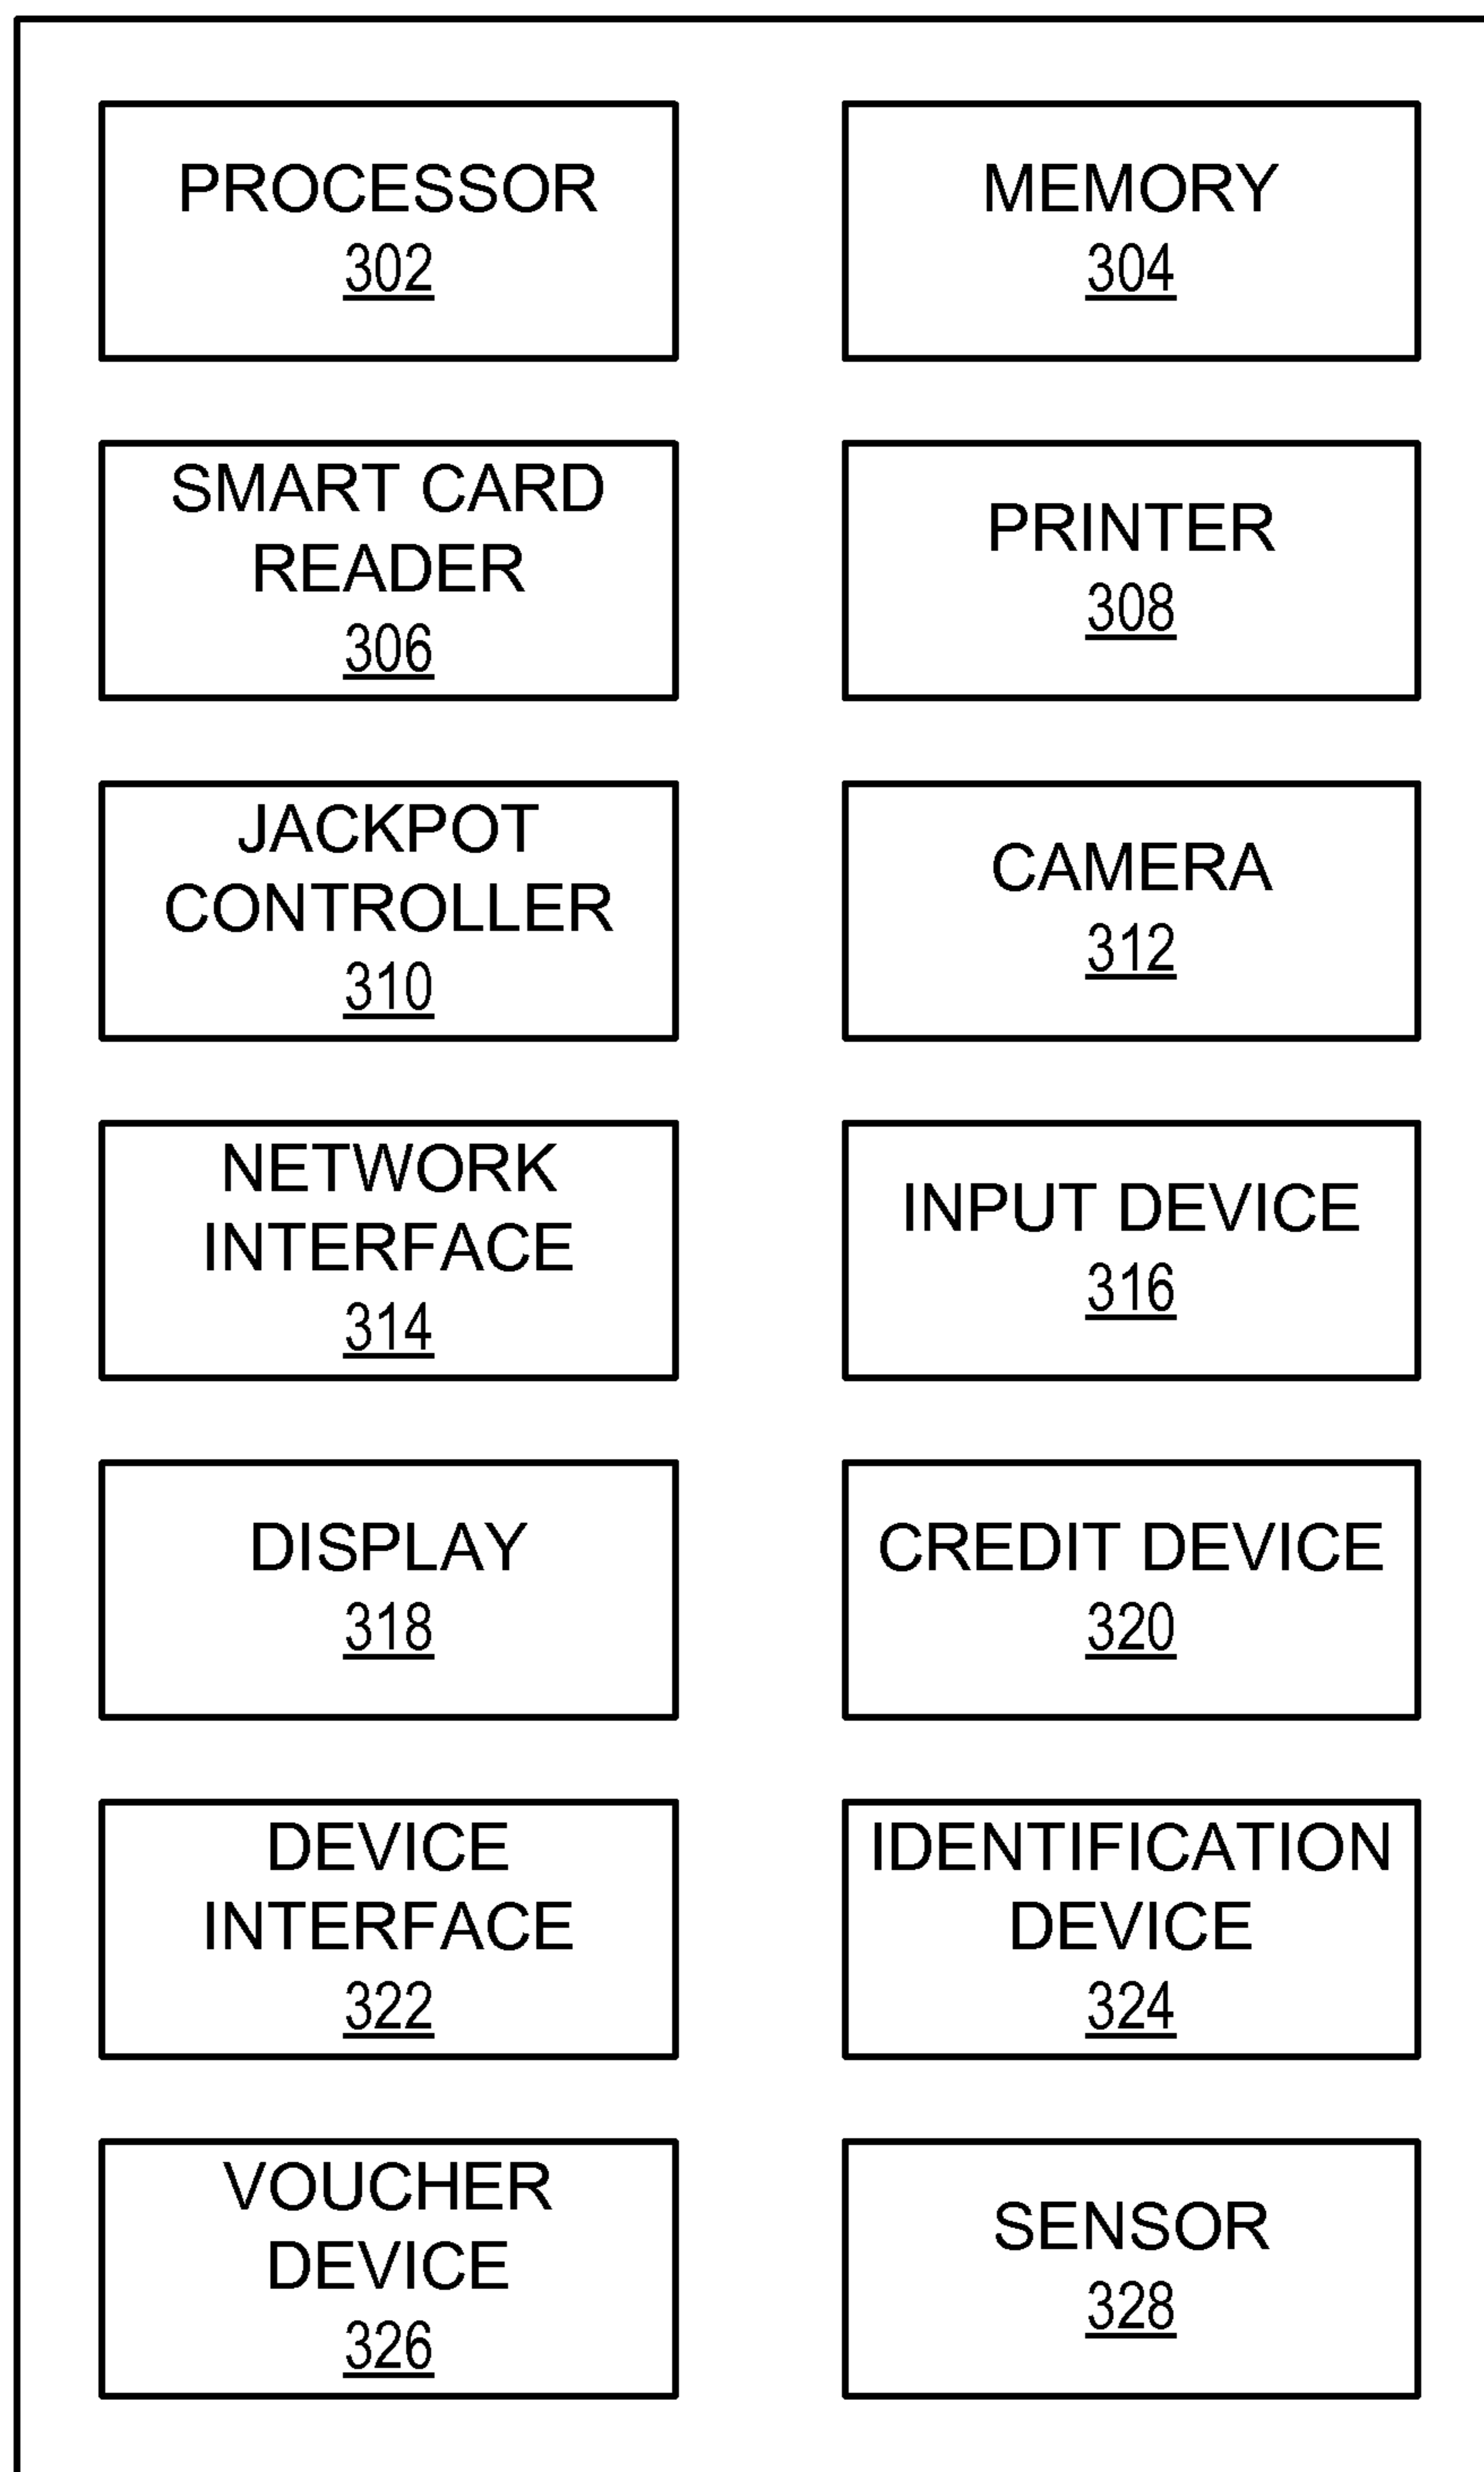 PROCESSOR
302
MEMORY
304
SMART CARD
READER
306
PRINTER
308
JACKPOT
CONTROLLER
310
CAMERA
312
NETWORK
INTERFACE
314
INPUT DEVICE
316
DISPLAY
318
CREDIT DEVICE
320
DEVICE
INTERFACE
322
IDENTIFICATION
DEVICE
324
VOUCHER
DEVICE
326
SENSOR
328